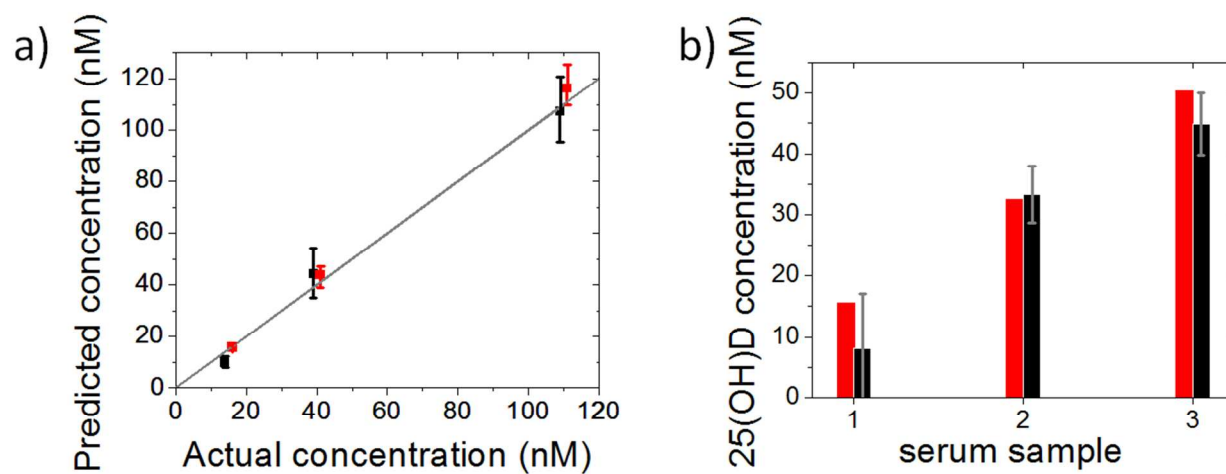 a)
Predicted concentration (nM)
120
100
80
60
40
20
0
0 20 40 60 80 100 120
Actual concentration (nM)
b)
25(OH)D concentration (nM)
50
40
30
20
10
0
1 2 3
serum sample